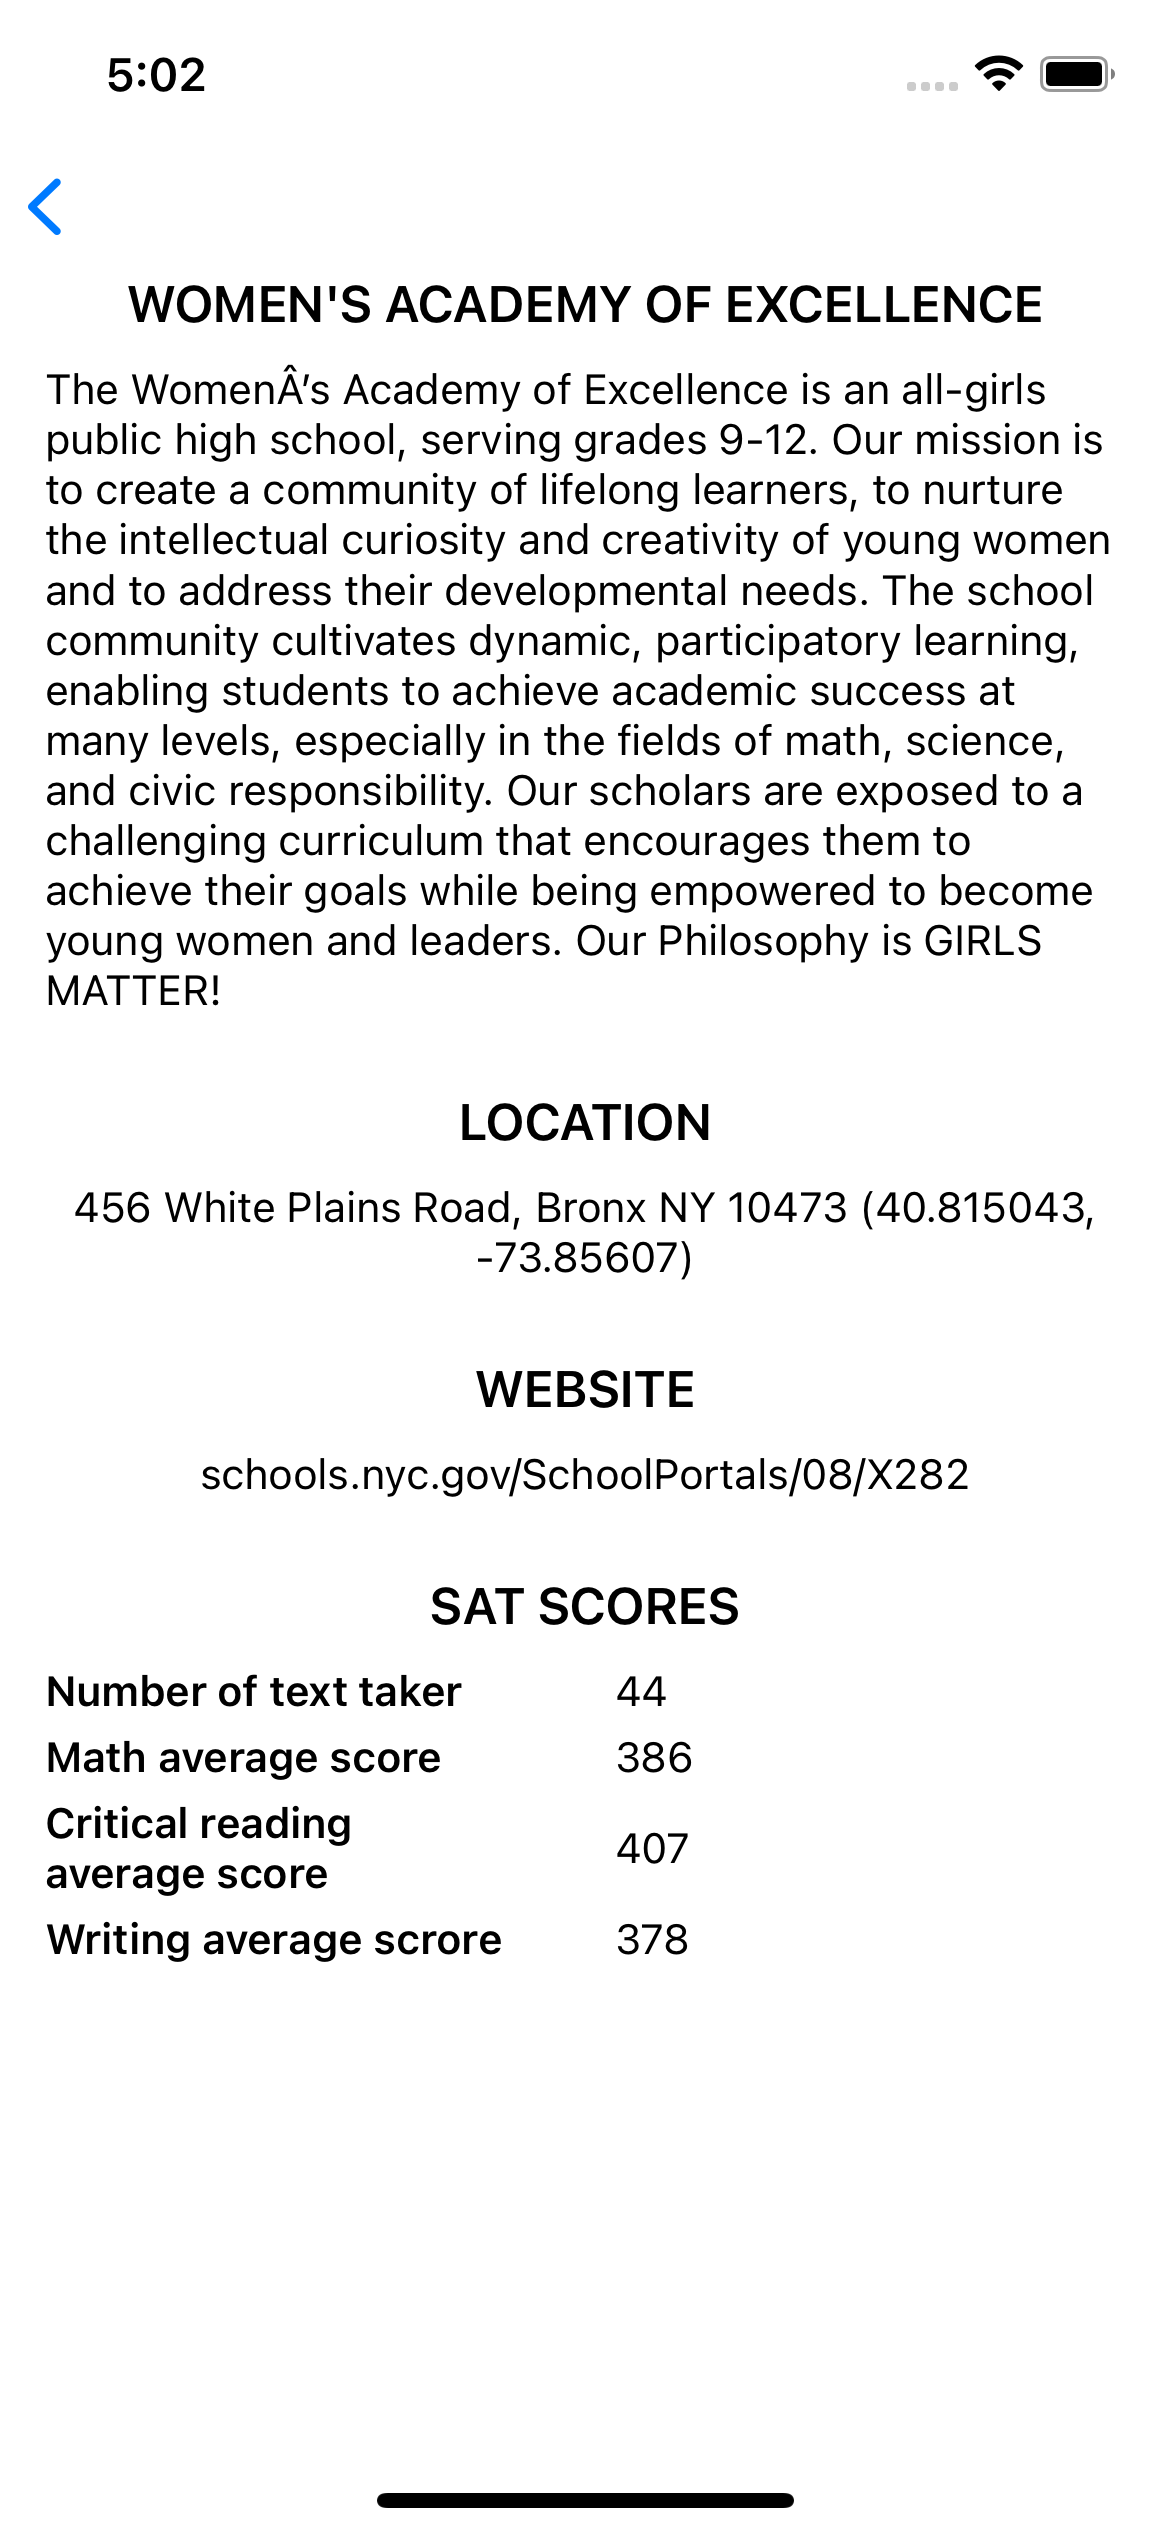 5:02
WOMEN'S ACADEMY OF EXCELLENCE
The WomenÂ’s Academy of Excellence is an all-girls
public high school, serving grades 9-12. Our mission is
to create a community of lifelong learners, to nurture
the intellectual curiosity and creativity of young women
and to address their developmental needs. The school
community cultivates dynamic, participatory learning,
enabling students to achieve academic success at
many levels, especially in the fields of math, science,
and civic responsibility. Our scholars are exposed to a
challenging curriculum that encourages them to
achieve their goals while being empowered to become
young women and leaders. Our Philosophy is GIRLS
MATTER!
LOCATION
456 White Plains Road, Bronx NY 10473 (40.815043,
-73.85607)
WEBSITE
schools.nyc.gov/SchoolPortals/08/X282
SAT SCORES
Number of text taker 44
Math average score 386
Critical reading
average score 407
Writing average scrore 378